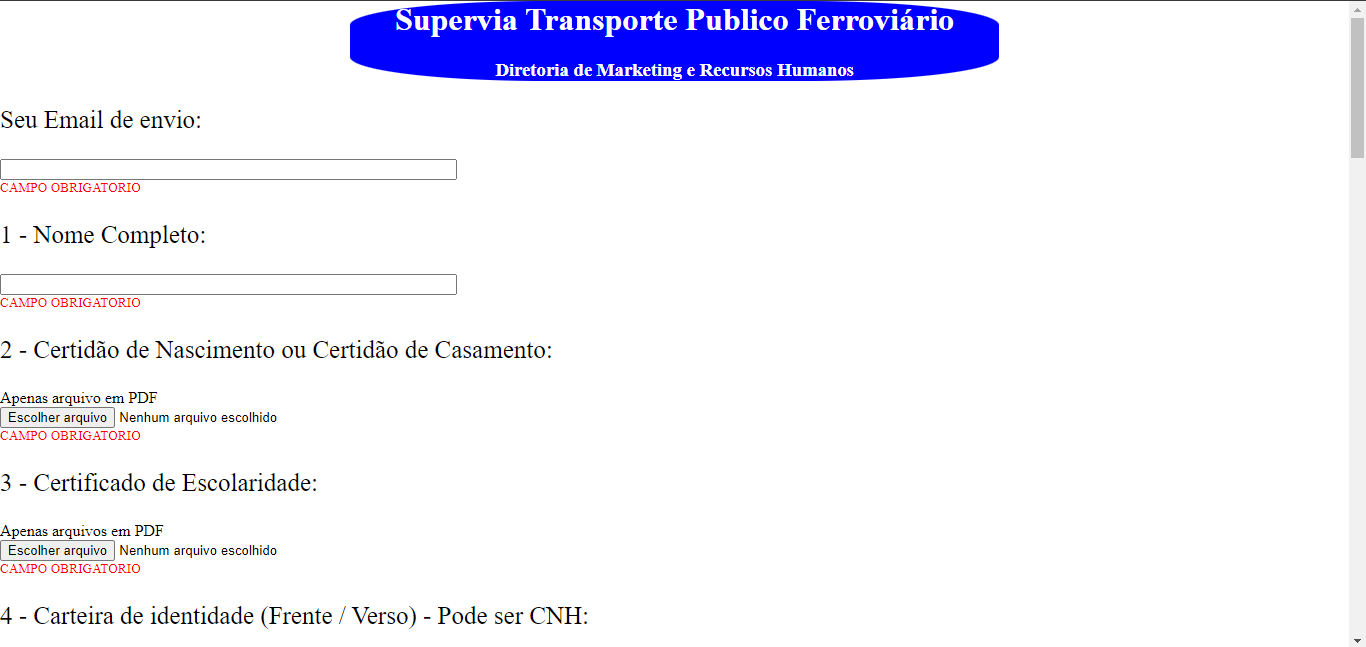 Supervia Transporte Publico Ferroviário
Diretoria de Marketing e Recursos Humanos
Seu Email de envio:
CAMPO OBRIGATORIO
1 - Nome Completo:
CAMPO OBRIGATORIO
2 - Certidão de Nascimento ou Certidão de Casamento:
Apenas arquivo em PDF
Escolher arquivo Nenhum arquivo escolhido
CAMPO OBRIGATORIO
3 - Certificado de Escolaridade:
Apenas arquivos em PDF
Escolher arquivo Nenhum arquivo escolhido
CAMPO OBRIGATORIO
4 - Carteira de identidade (Frente / Verso) - Pode ser CNH: